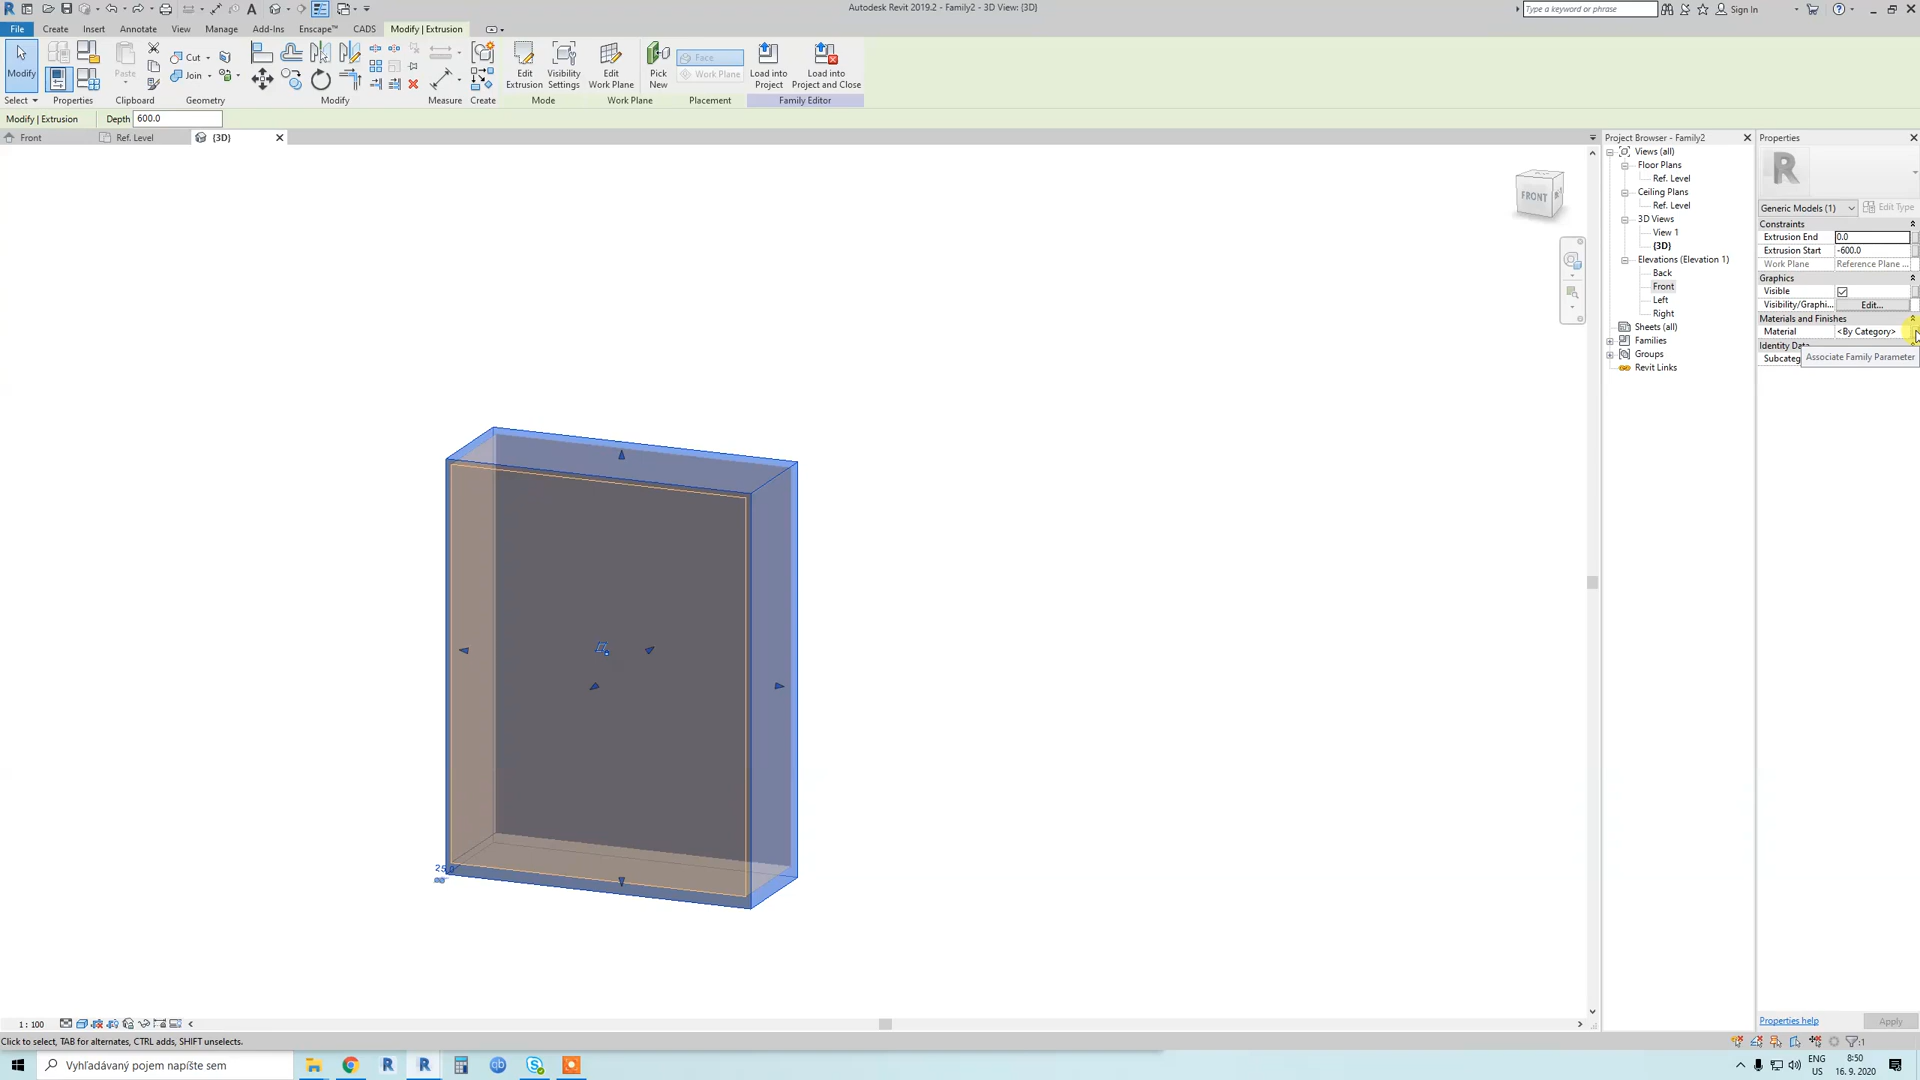 Autodesk Revit 2019.2 - Family2 - 3D View: {3D}
Type a keyword or phrase
Sign In
File Create Insert Annotate View Manage Add-Ins Enscape™ CADS Modify | Extrusion
Modify
Paste
Cut
Join
Edit Extrusion
Visibility Settings
Edit Work Plane
Pick New
Face
Work Plane
Load into Project
Load into Project and Close
Select Properties Clipboard Geometry Modify Measure Create Mode Work Plane Placement Family Editor
Modify | Extrusion Depth 600.0
Front Ref. Level {3D}
FRONT
Project Browser - Family2
Views (all)
Floor Plans
Ref. Level
Ceiling Plans
Ref. Level
3D Views
View 1
{3D}
Elevations (Elevation 1)
Back
Front
Left
Right
Sheets (all)
Families
Groups
Revit Links
Properties
R
Generic Models (1) Edit Type
Constraints
Extrusion End 0.0
Extrusion Start -600.0
Work Plane Reference Plane ...
Graphics
Visible
Visibility/Graphi... Edit...
Materials and Finishes
Material <By Category>
Identity Data
Subcateg
Associate Family Parameter
1 : 100
Properties help Apply
Click to select, TAB for alternates, CTRL adds, SHIFT unselects.
:1
Vyhľadávaný pojem napíšte sem
qb
ENG
US
8:50
16. 9. 2020